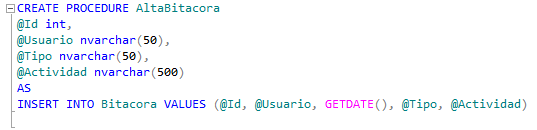 CREATE PROCEDURE AltaBitacora
@Id int,
@Usuario nvarchar(50),
@Tipo nvarchar(50),
@Actividad nvarchar(500)
AS
INSERT INTO Bitacora VALUES (@Id, @Usuario, GETDATE(), @Tipo, @Actividad)